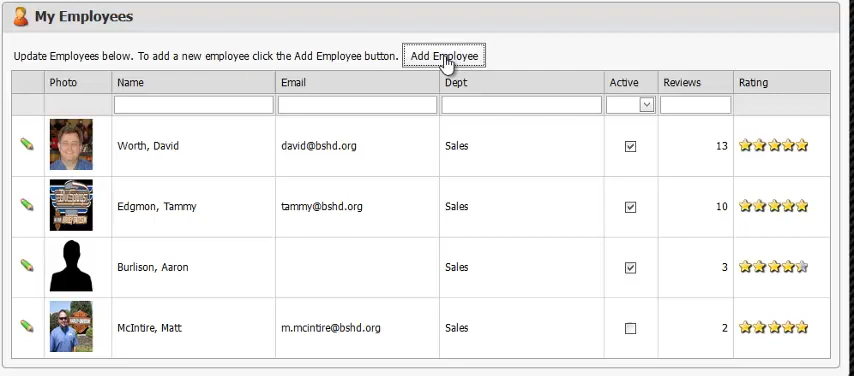 My Employees
Update Employees below. To add a new employee click the Add Employee button. Add Employee
Photo Name Email Dept Active Reviews Rating
Worth, David david@bshd.org Sales 13
Edgmon, Tammy tammy@bshd.org Sales 10
Burlison, Aaron Sales 3
McIntire, Matt m.mcintire@bshd.org Sales 2